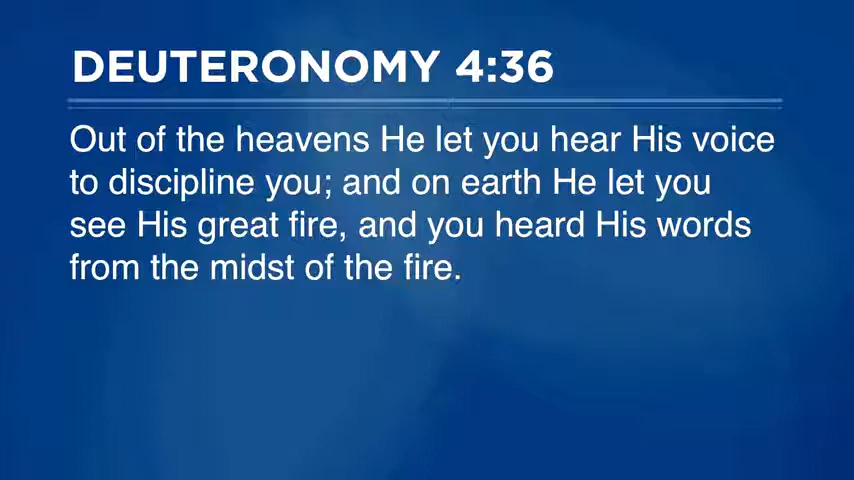 DEUTERONOMY 4:36
Out of the heavens He let you hear His voice
to discipline you; and on earth He let you
see His great fire, and you heard His words
from the midst of the fire.